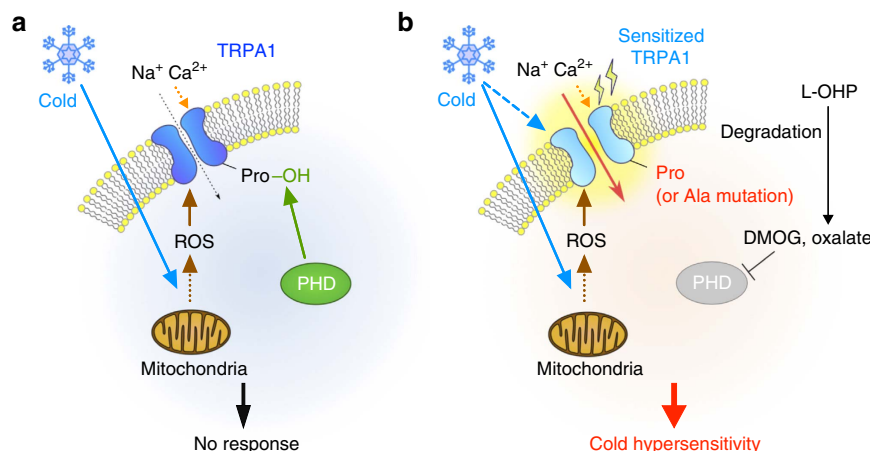 a
TRPA1
Na+ Ca2+
Cold
Pro–OH
ROS
PHD
Mitochondria
No response
b
Sensitized
TRPA1
Na+ Ca2+
Cold
L-OHP
Degradation
Pro
(or Ala mutation)
ROS
DMOG, oxalate
PHD
Mitochondria
Cold hypersensitivity